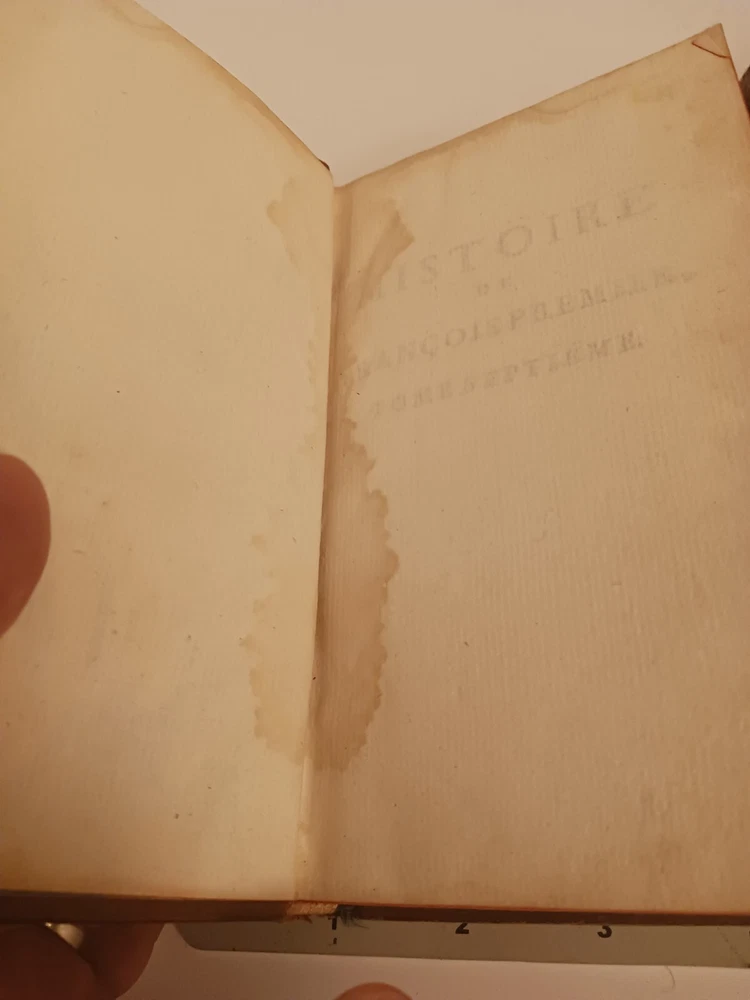 HISTOIRE
DE
FRANÇOIS PREMIER,
TOME SEPTIEME.
1 2 3